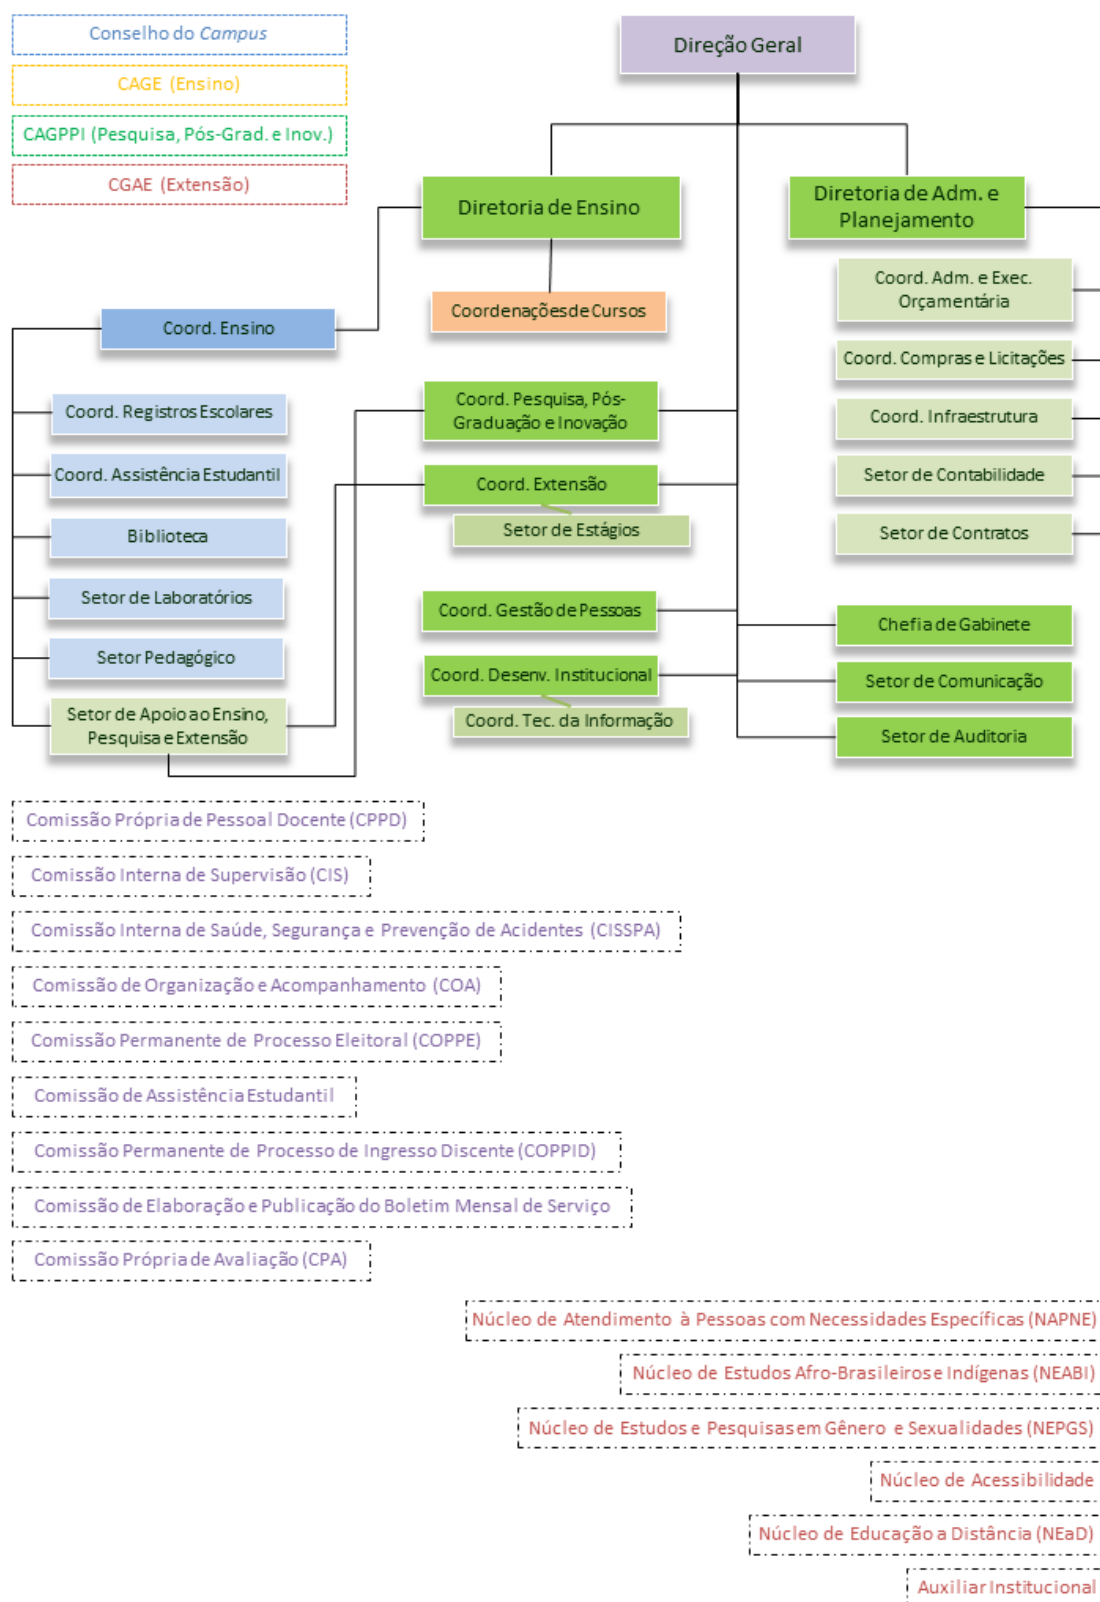 Conselho do Campus
CAGE (Ensino)
CAGPPI (Pesquisa, Pós-Grad. e Inov.)
CGAE (Extensão)
Direção Geral
Diretoria de Ensino
Diretoria de Adm. e
Planejamento
Coord. Ensino
Coordenações de Cursos
Coord. Adm. e Exec.
Orçamentária
Coord. Compras e Licitações
Coord. Infraestrutura
Setor de Contabilidade
Setor de Contratos
Coord. Registros Escolares
Coord. Assistência Estudantil
Biblioteca
Setor de Laboratórios
Setor Pedagógico
Setor de Apoio ao Ensino,
Pesquisa e Extensão
Coord. Pesquisa, Pós-
Graduação e Inovação
Coord. Extensão
Setor de Estágios
Coord. Gestão de Pessoas
Coord. Desenv. Institucional
Coord. Tec. da Informação
Chefia de Gabinete
Setor de Comunicação
Setor de Auditoria
Comissão Própria de Pessoal Docente (CPPD)
Comissão Interna de Supervisão (CIS)
Comissão Interna de Saúde, Segurança e Prevenção de Acidentes (CISSPA)
Comissão de Organização e Acompanhamento (COA)
Comissão Permanente de Processo Eleitoral (COPPE)
Comissão de Assistência Estudantil
Comissão Permanente de Processo de Ingresso Discente (COPPID)
Comissão de Elaboração e Publicação do Boletim Mensal de Serviço
Comissão Própria de Avaliação (CPA)
Núcleo de Atendimento à Pessoas com Necessidades Específicas (NAPNE)
Núcleo de Estudos Afro-Brasileiros e Indígenas (NEABI)
Núcleo de Estudos e Pesquisas em Gênero e Sexualidades (NEPGS)
Núcleo de Acessibilidade
Núcleo de Educação a Distância (NEaD)
Auxiliar Institucional